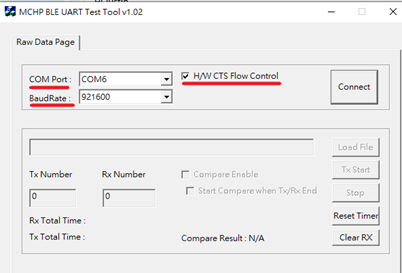 MCHP BLE UART Test Tool v1.02
Raw Data Page
COM Port : COM6 H/W CTS Flow Control
BaudRate : 921600
Connect
Load File
Tx Number Rx Number Compare Enable Tx Start
0 0 Start Compare when Tx/Rx End Stop
Rx Total Time : Reset Timer
Tx Total Time : Compare Result : N/A Clear RX